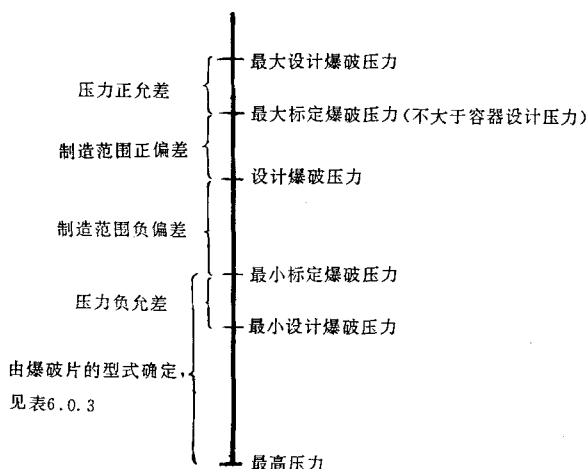 最大设计爆破压力
压力正允差
最大标定爆破压力(不大于容器设计压力)
制造范围正偏差
设计爆破压力
制造范围负偏差
最小标定爆破压力
压力负允差
最小设计爆破压力
由爆破片的型式确定,
见表6.0.3
最高压力